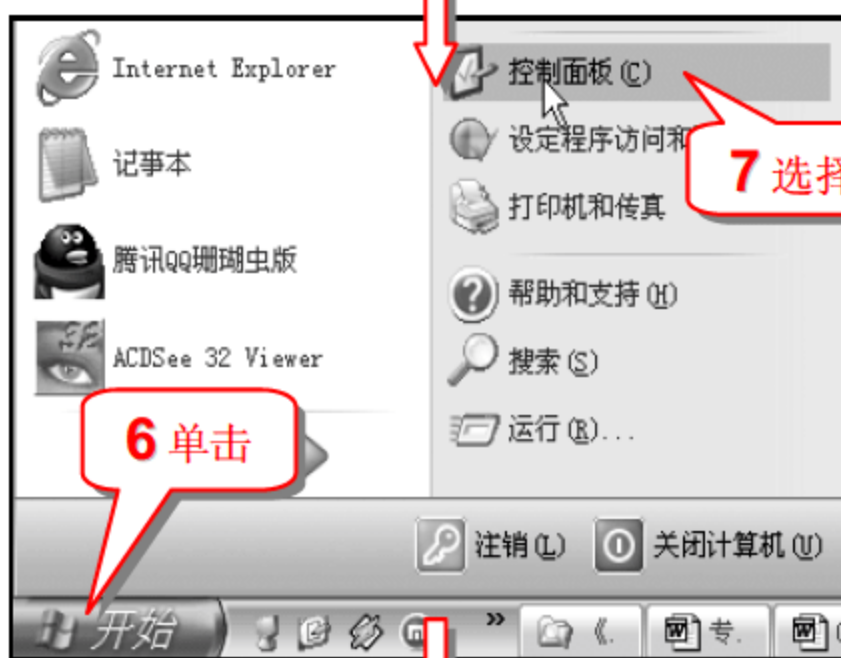 Internet Explorer
记事本
腾讯QQ珊瑚虫版
ACDSee 32 Viewer
6 单击
控制面板(C)
7 选择
设定程序访问和
打印机和传真
帮助和支持(H)
搜索(S)
运行(R)...
注销(L)
关闭计算机(U)
开始
»
《.
专.